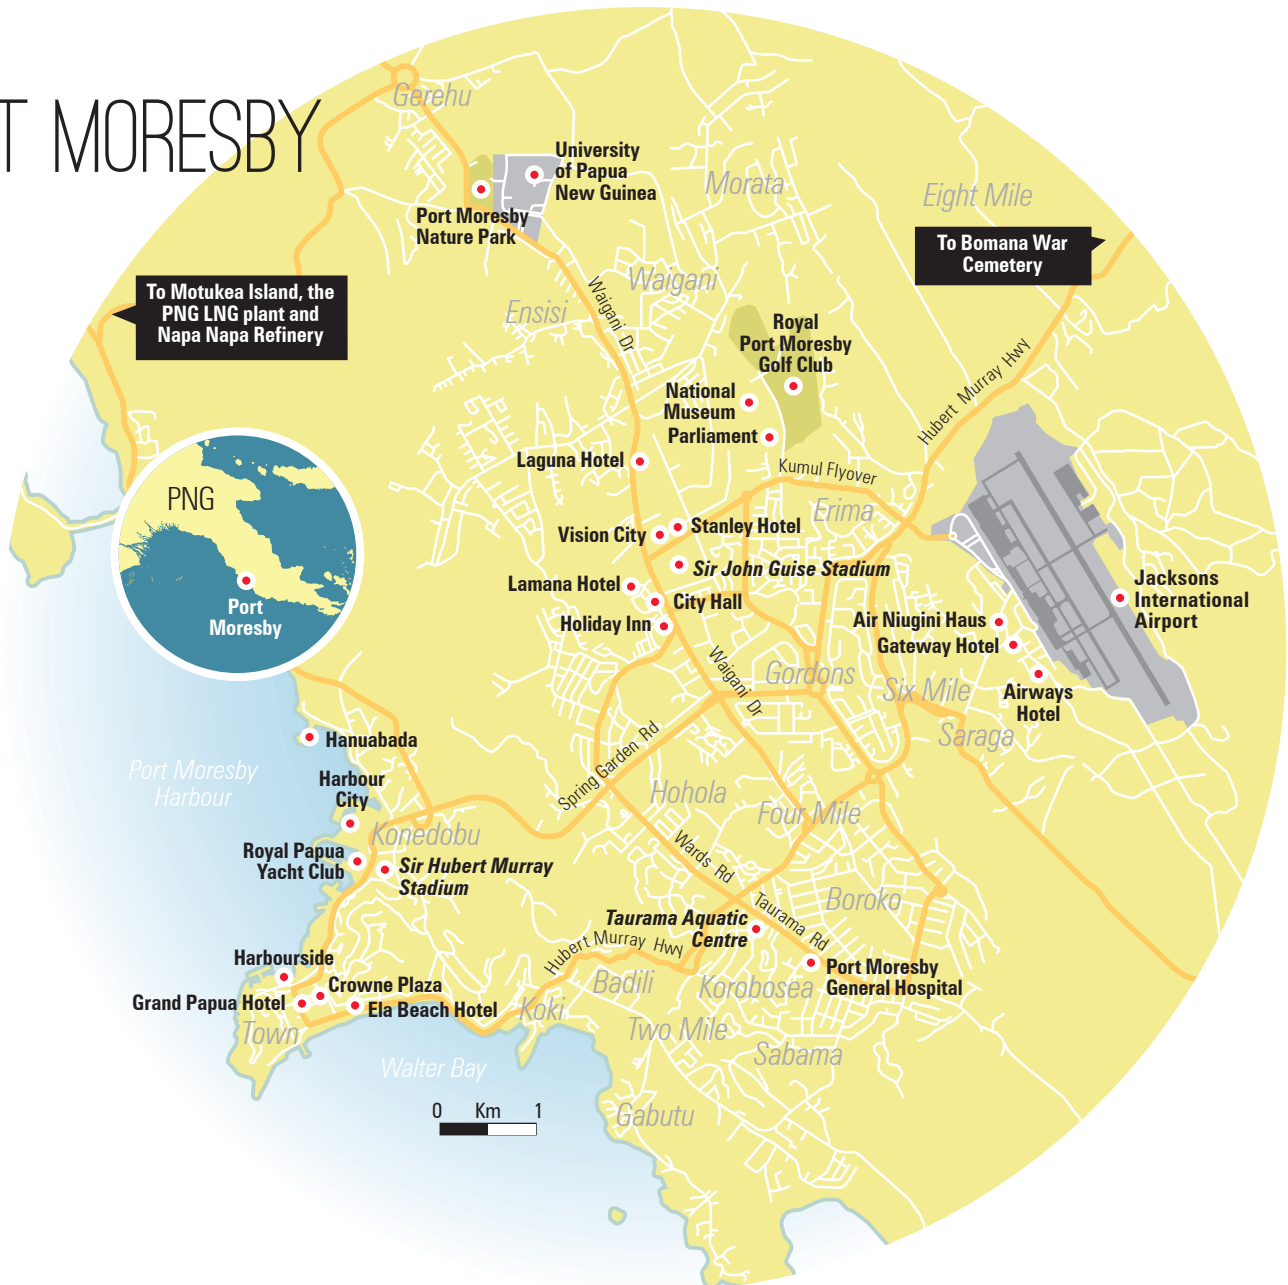 T MORESBY
Gerehu
University
of Papua
New Guinea
Port Moresby
Nature Park
Morata
Eight Mile
To Bomana War
Cemetery
Waigani
Ensisi
Waigani Dr
To Motukea Island, the
PNG LNG plant and
Napa Napa Refinery
Royal
Port Moresby
Golf Club
National
Museum
Parliament
Hubert Murray Hwy
Laguna Hotel
Kumul Flyover
PNG
Port
Moresby
Vision City
Stanley Hotel
Erima
Sir John Guise Stadium
Lamana Hotel
City Hall
Holiday Inn
Air Niugini Haus
Gateway Hotel
Jacksons
International
Airport
Airways
Hotel
Waigani Dr
Gordons
Six Mile
Saraga
Hanuabada
Port Moresby
Harbour
Harbour
City
Spring Garden Rd
Hohola
Four Mile
Konedobu
Royal Papua
Yacht Club
Sir Hubert Murray
Stadium
Wards Rd
Boroko
Taurama Aquatic
Centre
Taurama Rd
Hubert Murray Hwy
Harbourside
Crowne Plaza
Grand Papua Hotel
Ela Beach Hotel
Badili
Korobosea
Port Moresby
General Hospital
Koki
Town
Two Mile
Sabama
Walter Bay
0 Km 1
Gabutu